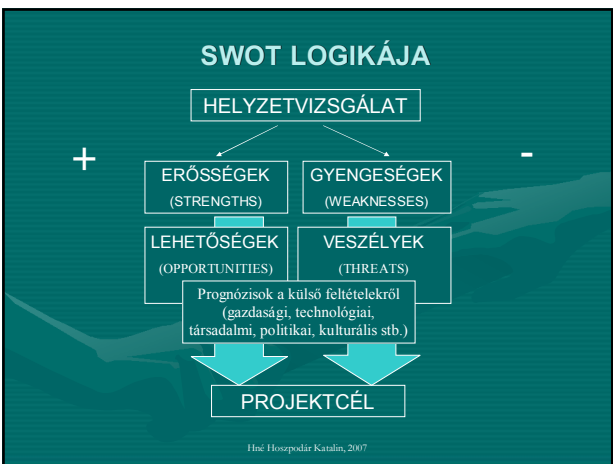 SWOT LOGIKÁJA
HELYZETVIZSGÁLAT
+
-
ERŐSSÉGEK
(STRENGTHS)
GYENGESÉGEK
(WEAKNESSES)
LEHETŐSÉGEK
(OPPORTUNITIES)
VESZÉLYEK
(THREATS)
Prognózisok a külső feltételekről
(gazdasági, technológiai,
társadalmi, politikai, kulturális stb.)
PROJEKTCÉL
Hné Hoszpodár Katalin, 2007